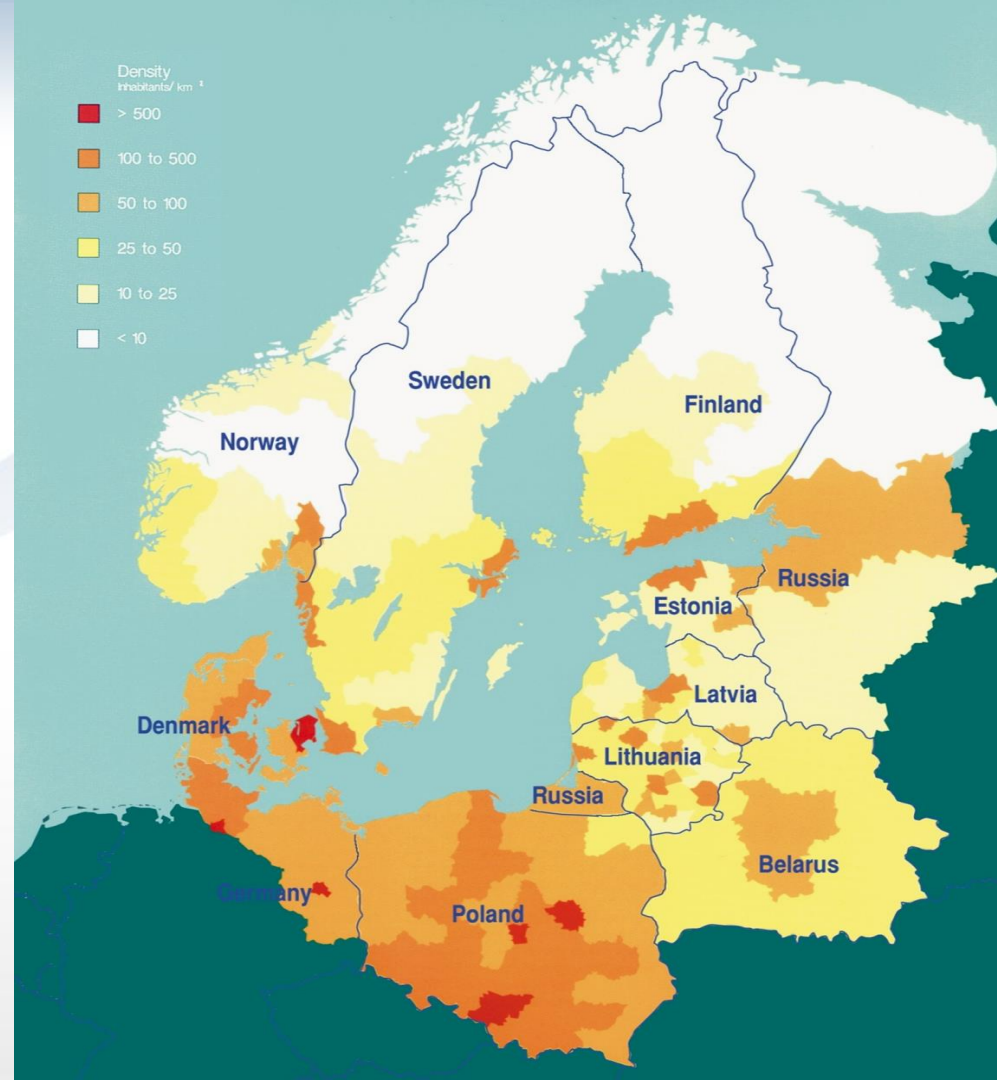 Density
Inhabitants/ km
> 500
100 to 500
50 to 100
25 to 50
10 to 25
< 10
Sweden
Finland
Norway
Russia
Estonia
Latvia
Denmark
Lithuania
Russia
Belarus
Germany
Poland